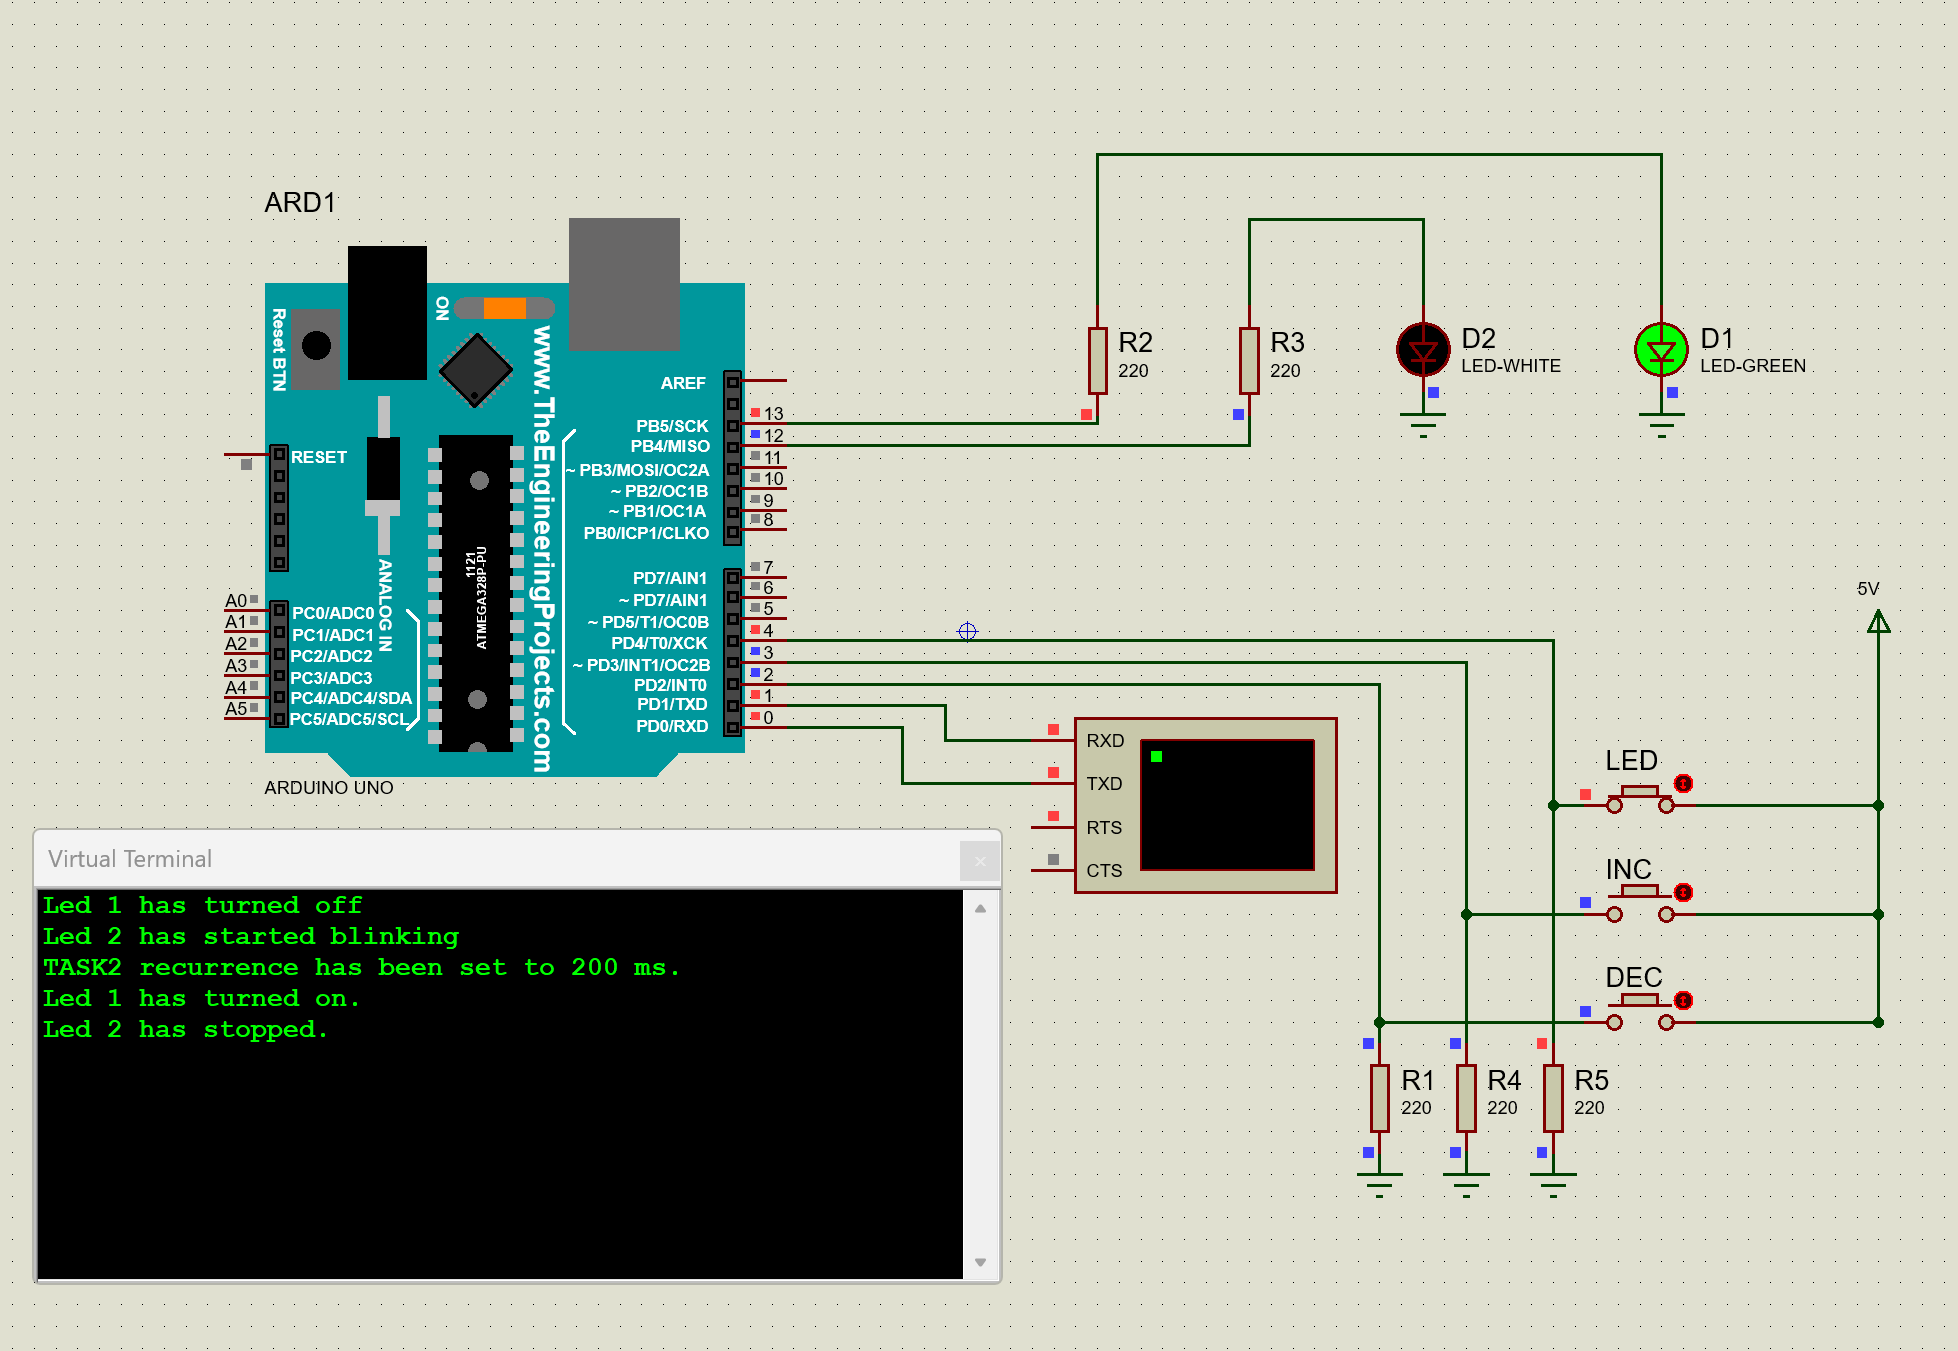 ARD1
Reset BTN
ON
www.TheEngineeringProjects.com
RESET
ANALOG IN
1121
ATMEGA328P-PU
A0
A1
A2
A3
A4
A5
PC0/ADC0
PC1/ADC1
PC2/ADC2
PC3/ADC3
PC4/ADC4/SDA
PC5/ADC5/SCL
AREF
PB5/SCK
PB4/MISO
~ PB3/MOSI/OC2A
~ PB2/OC1B
~ PB1/OC1A
PB0/ICP1/CLKO
PD7/AIN1
~ PD7/AIN1
~ PD5/T1/OC0B
PD4/T0/XCK
~ PD3/INT1/OC2B
PD2/INT0
PD1/TXD
PD0/RXD
13
12
11
10
9
8
7
6
5
4
3
2
1
0
ARDUINO UNO
R2
220
R3
220
D2
LED-WHITE
D1
LED-GREEN
5V
RXD
TXD
RTS
CTS
LED
INC
DEC
R1
220
R4
220
R5
220
Virtual Terminal
Led 1 has turned off
Led 2 has started blinking
TASK2 recurrence has been set to 200 ms.
Led 1 has turned on.
Led 2 has stopped.